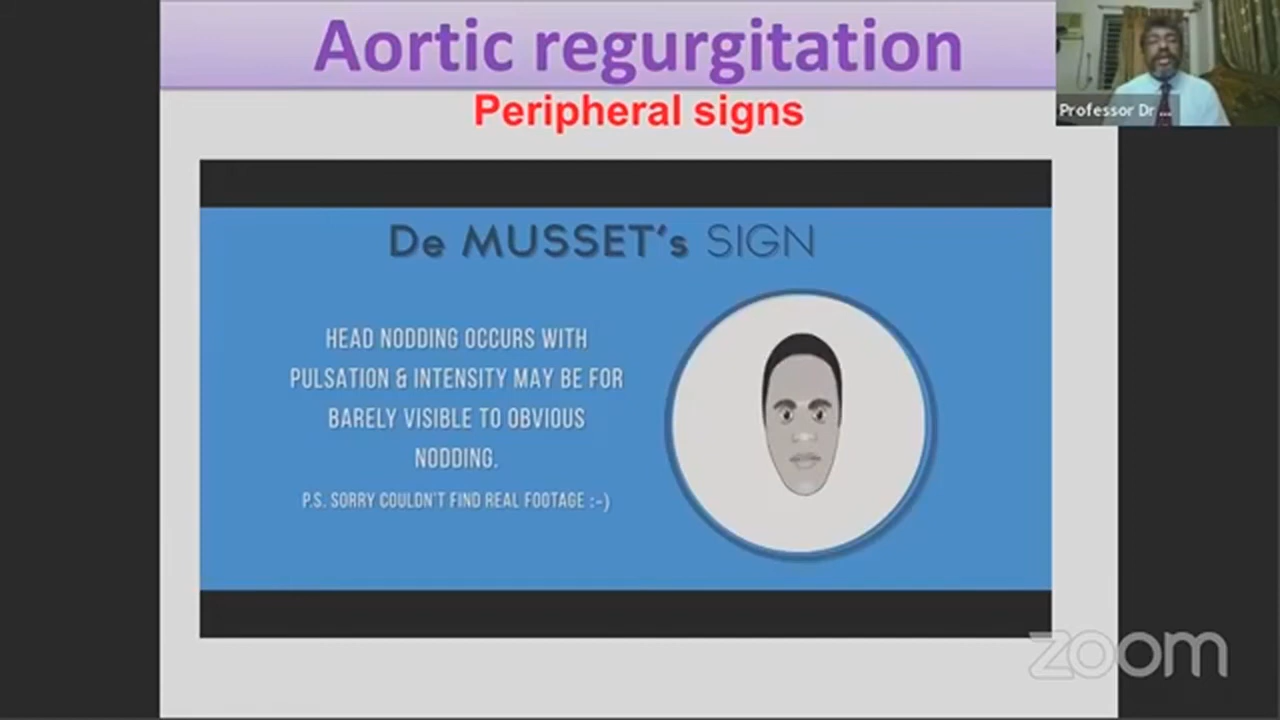 Aortic regurgitation
Peripheral signs
Professor Dr ...
De MUSSET's SIGN
HEAD NODDING OCCURS WITH
PULSATION & INTENSITY MAY BE FOR
BARELY VISIBLE TO OBVIOUS
NODDING.
P.S. SORRY COULDN'T FIND REAL FOOTAGE :-)
zoom